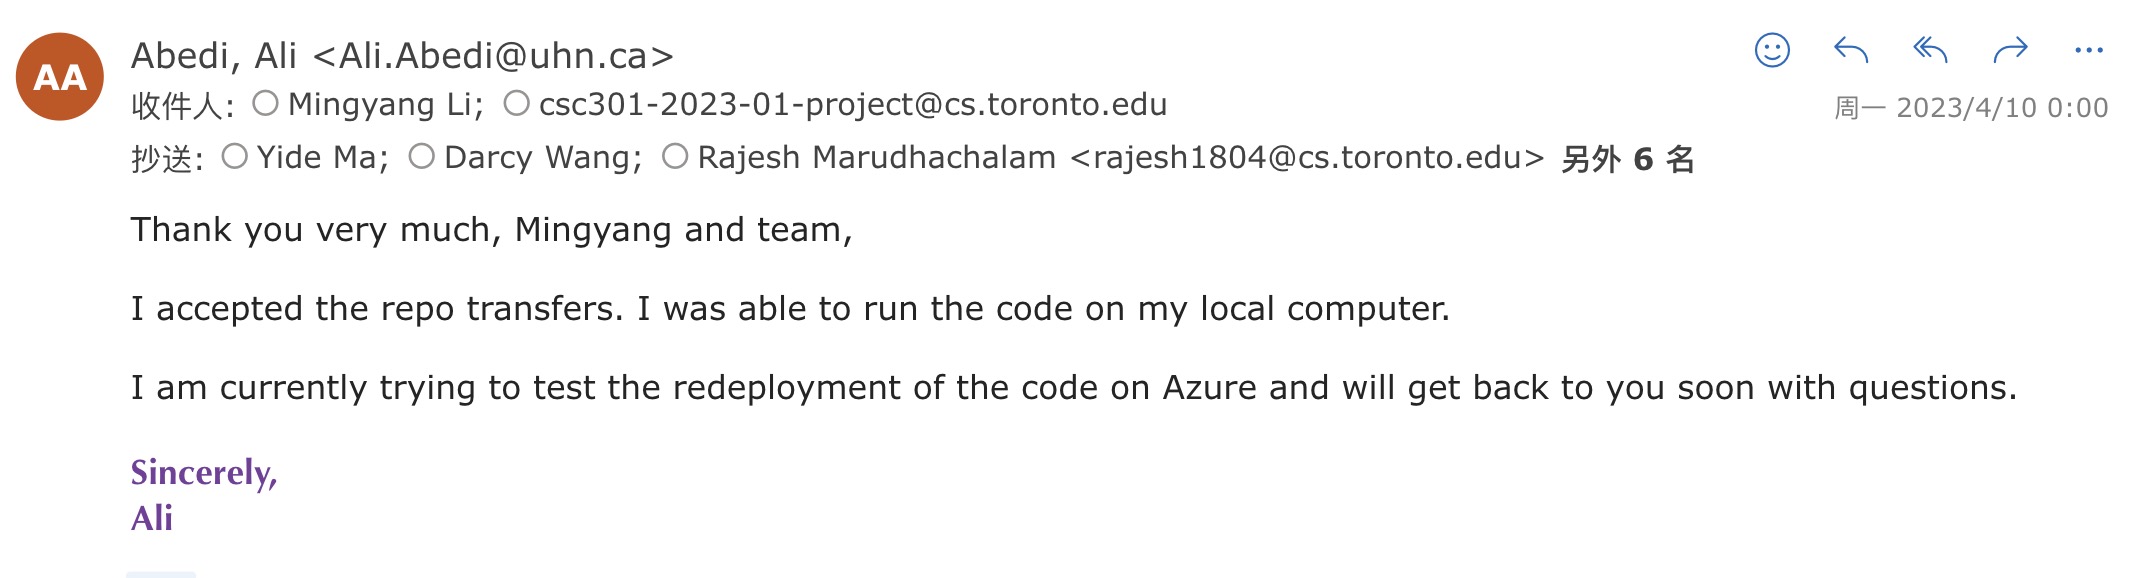 AA
Abedi, Ali <Ali.Abedi@uhn.ca>
收件人: Mingyang Li; csc301-2023-01-project@cs.toronto.edu
周一 2023/4/10 0:00
抄送: Yide Ma; Darcy Wang; Rajesh Marudhachalam <rajesh1804@cs.toronto.edu> 另外 6 名
Thank you very much, Mingyang and team,
I accepted the repo transfers. I was able to run the code on my local computer.
I am currently trying to test the redeployment of the code on Azure and will get back to you soon with questions.
Sincerely,
Ali